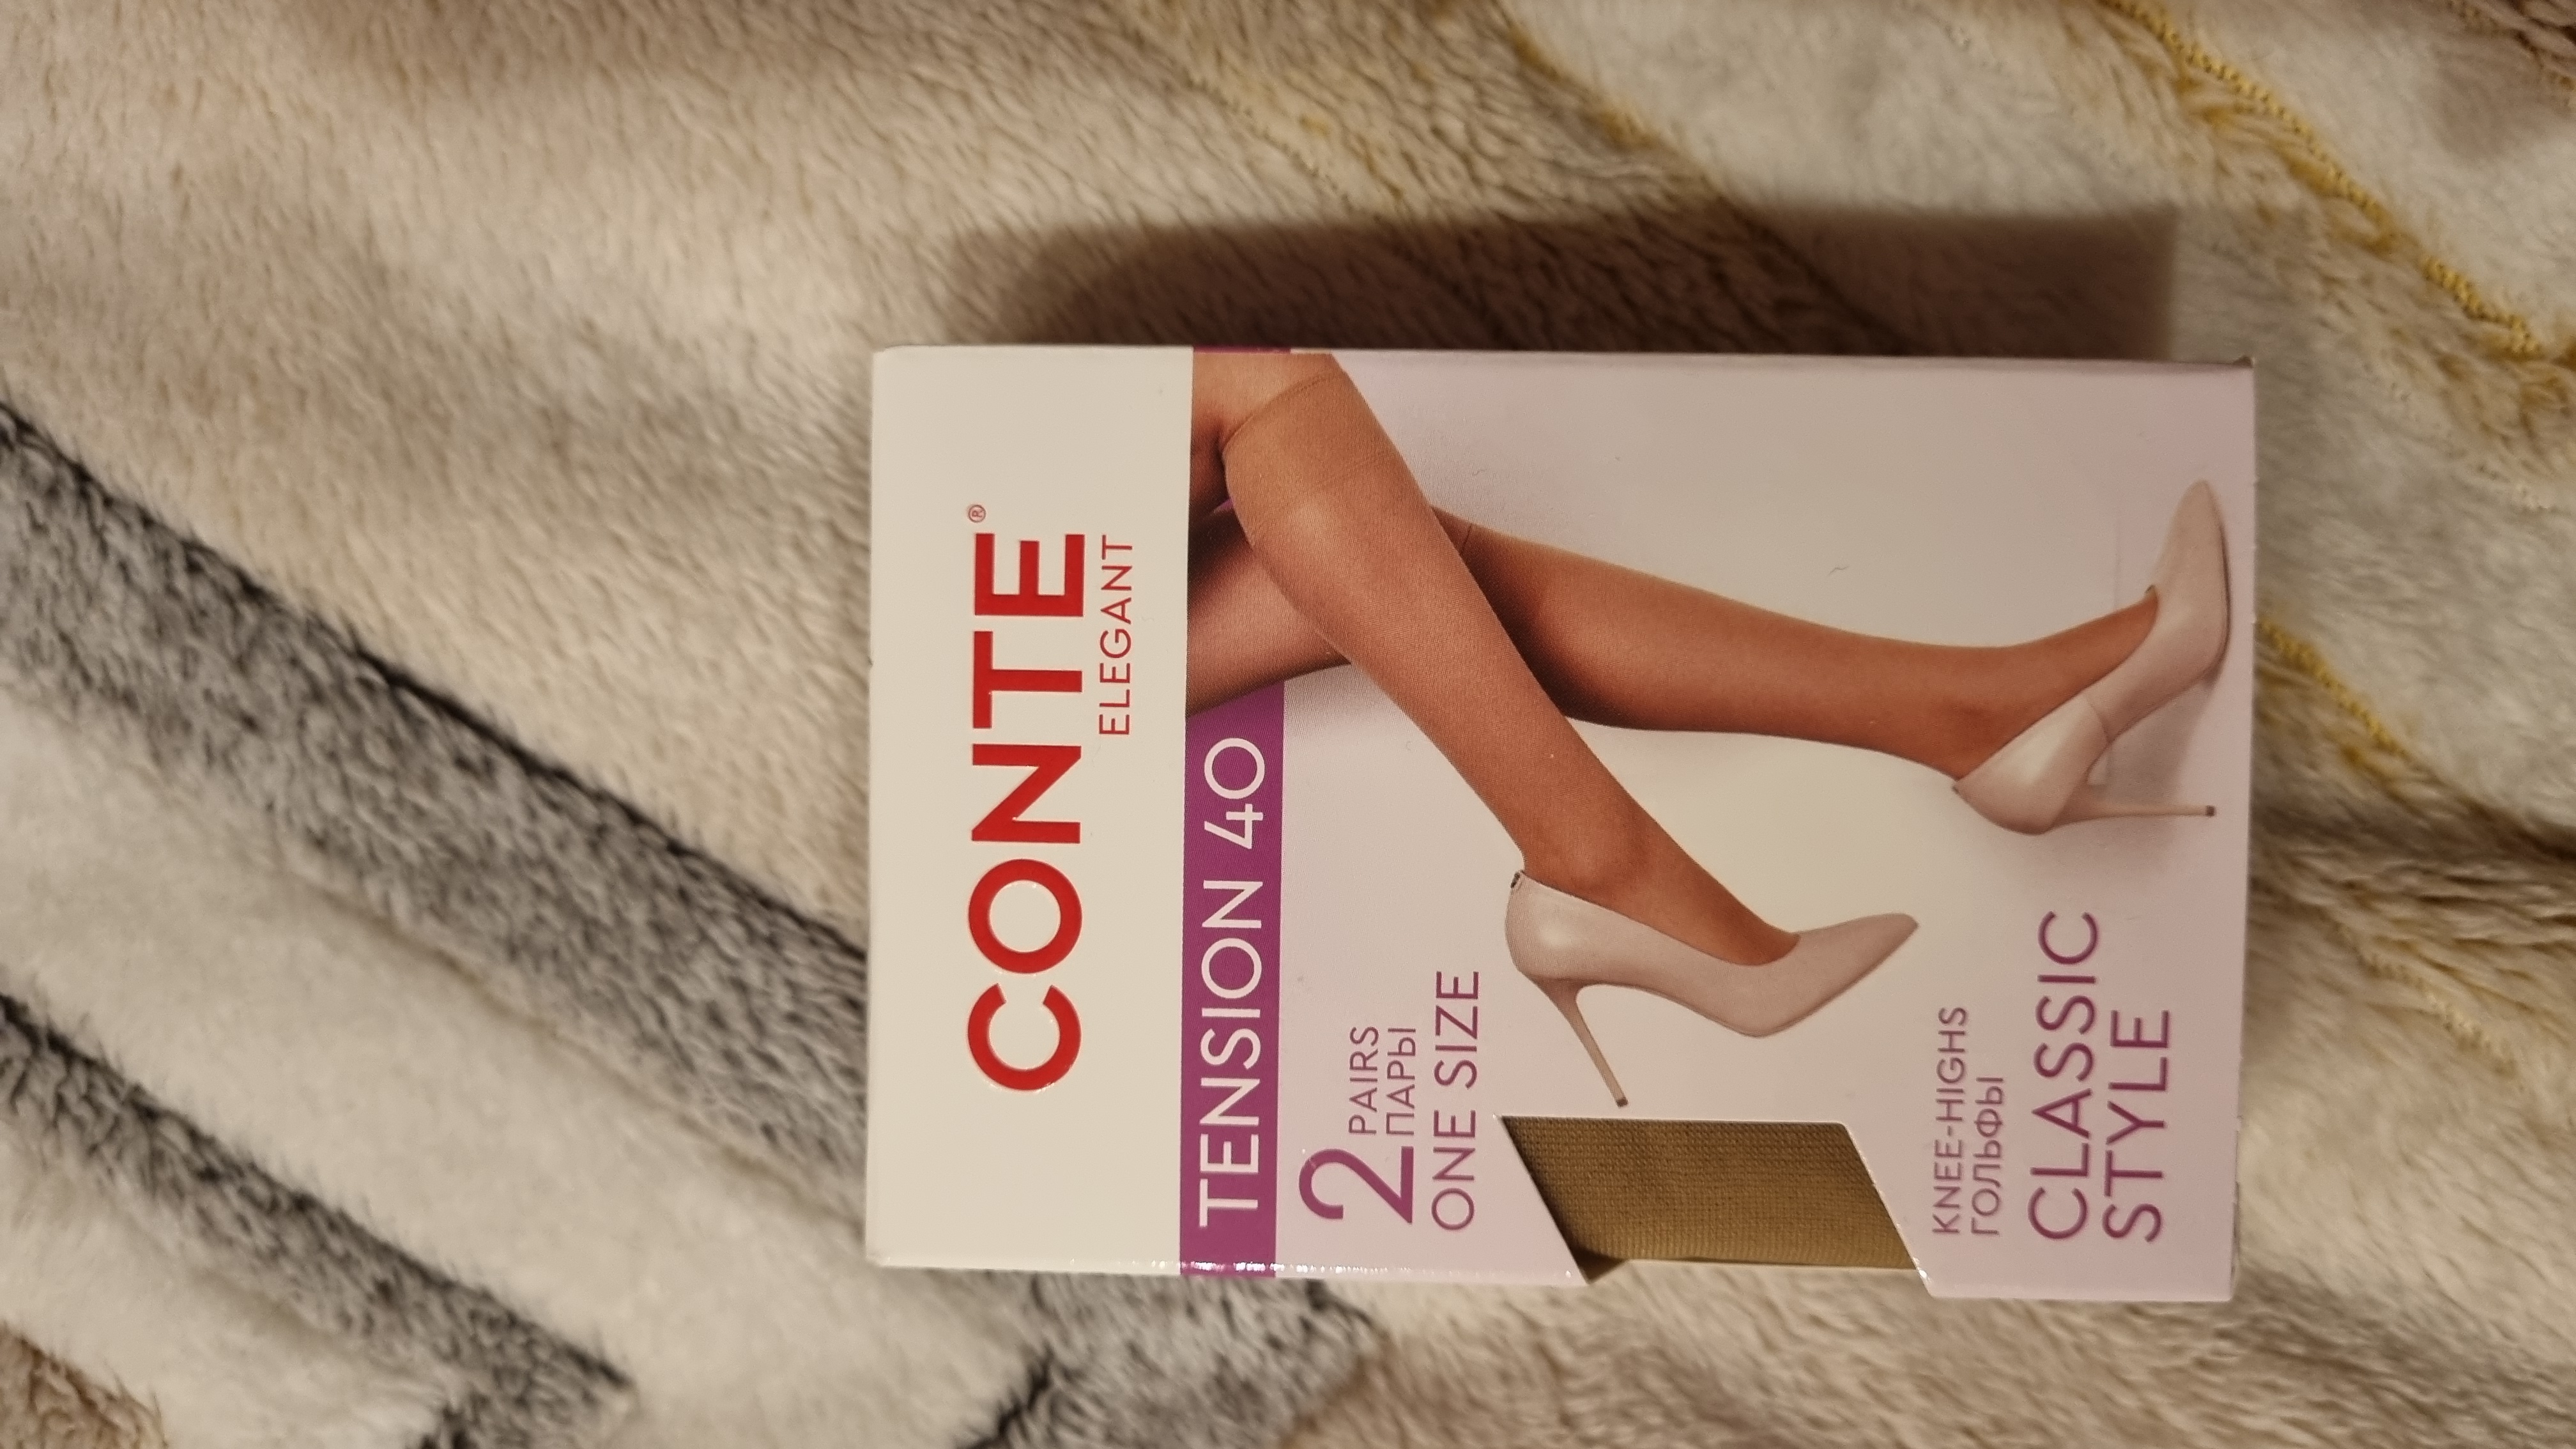 CONTE®
ELEGANT
TENSION 40
2 PAIRS
ПАРЫ
ONE SIZE
KNEE-HIGHS
ГОЛЬФЫ
CLASSIC
STYLE